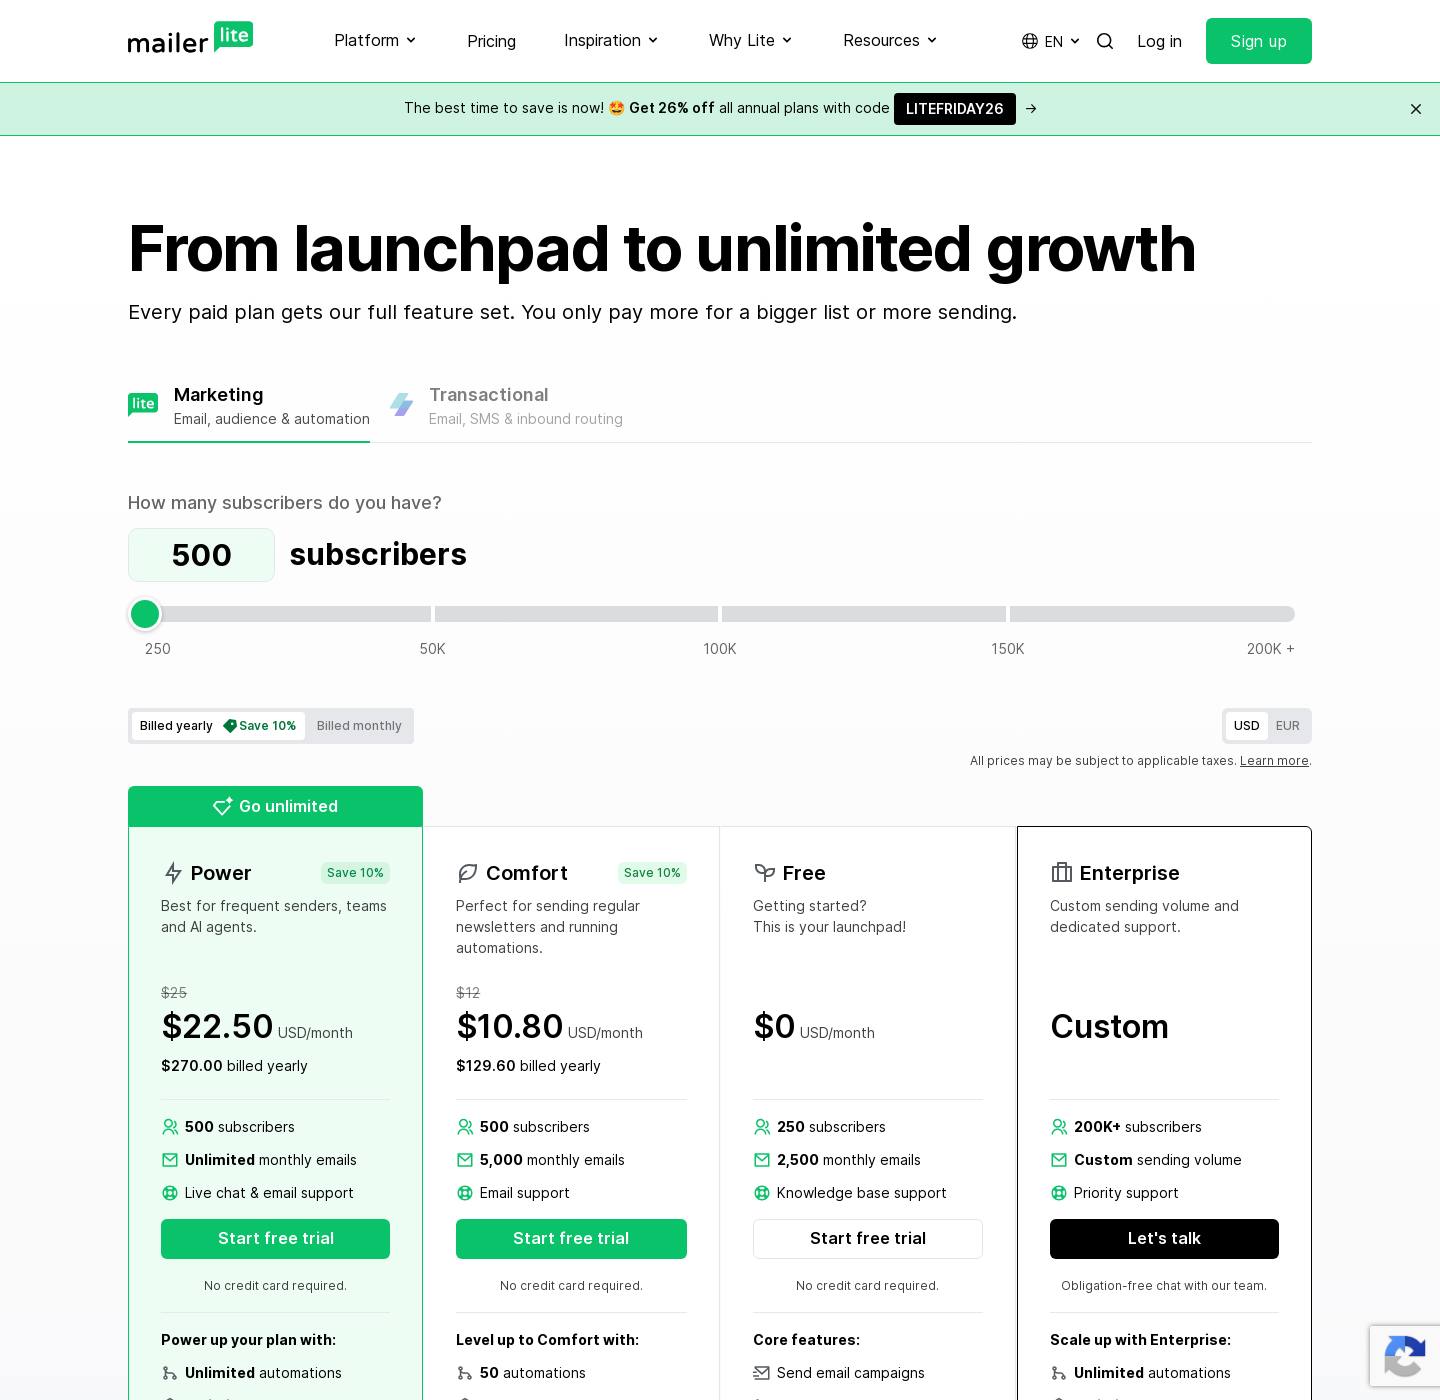 mailer lite
Platform
Pricing
Inspiration
Why Lite
Resources
EN
Log in
Sign up
The best time to save is now! 🤩 Get 26% off all annual plans with code LITEFRIDAY26 →
From launchpad to unlimited growth
Every paid plan gets our full feature set. You only pay more for a bigger list or more sending.
lite
Marketing
Email, audience & automation
Transactional
Email, SMS & inbound routing
How many subscribers do you have?
500 subscribers
250 50K 100K 150K 200K +
Billed yearly Save 10% Billed monthly
USD EUR
All prices may be subject to applicable taxes. Learn more.
Go unlimited
Power Save 10%
Best for frequent senders, teams
and AI agents.
$25
$22.50 USD/month
$270.00 billed yearly
500 subscribers
Unlimited monthly emails
Live chat & email support
Start free trial
No credit card required.
Power up your plan with:
Unlimited automations
Comfort Save 10%
Perfect for sending regular
newsletters and running
automations.
$12
$10.80 USD/month
$129.60 billed yearly
500 subscribers
5,000 monthly emails
Email support
Start free trial
No credit card required.
Level up to Comfort with:
50 automations
Free
Getting started?
This is your launchpad!
$0 USD/month
250 subscribers
2,500 monthly emails
Knowledge base support
Start free trial
No credit card required.
Core features:
Send email campaigns
Enterprise
Custom sending volume and
dedicated support.
Custom
200K+ subscribers
Custom sending volume
Priority support
Let's talk
Obligation-free chat with our team.
Scale up with Enterprise:
Unlimited automations